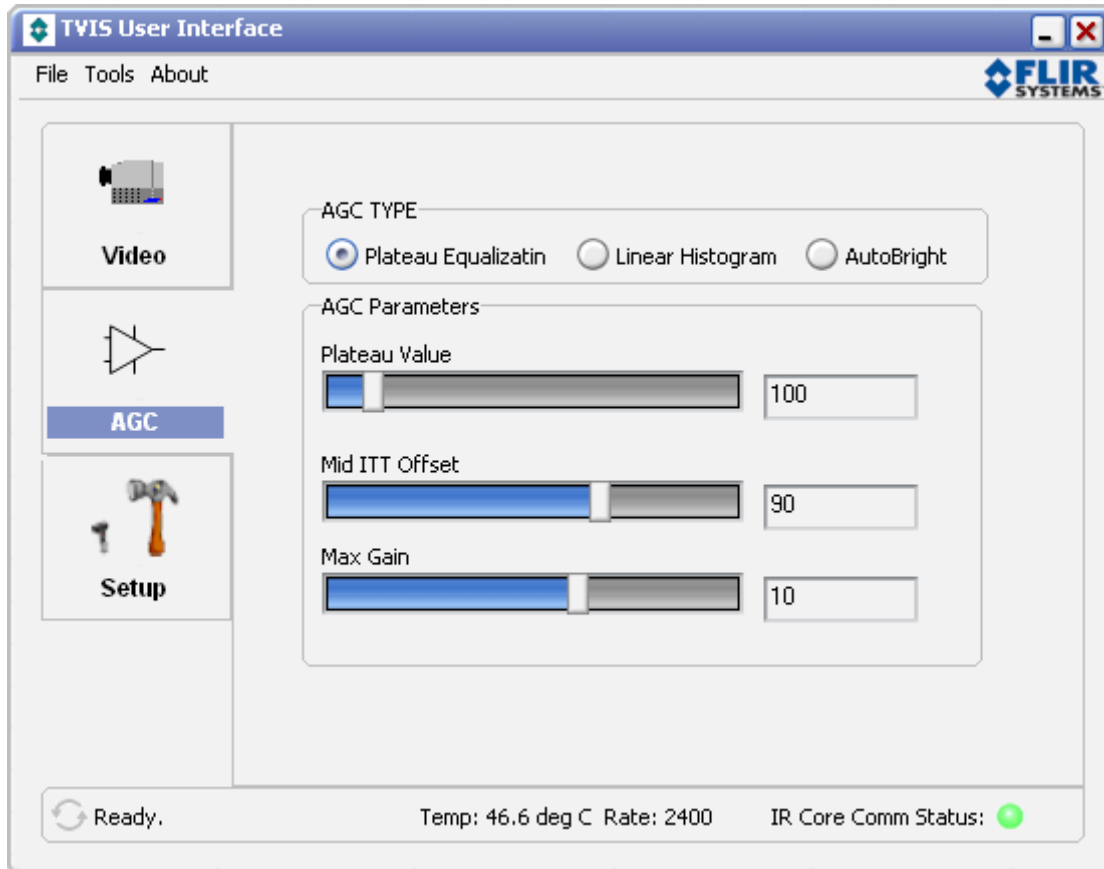 TVIS User Interface
File Tools About
FLIR
SYSTEMS
Video
AGC
Setup
AGC TYPE
Plateau Equalizatin Linear Histogram AutoBright
AGC Parameters
Plateau Value
100
Mid ITT Offset
90
Max Gain
10
Ready. Temp: 46.6 deg C Rate: 2400 IR Core Comm Status: